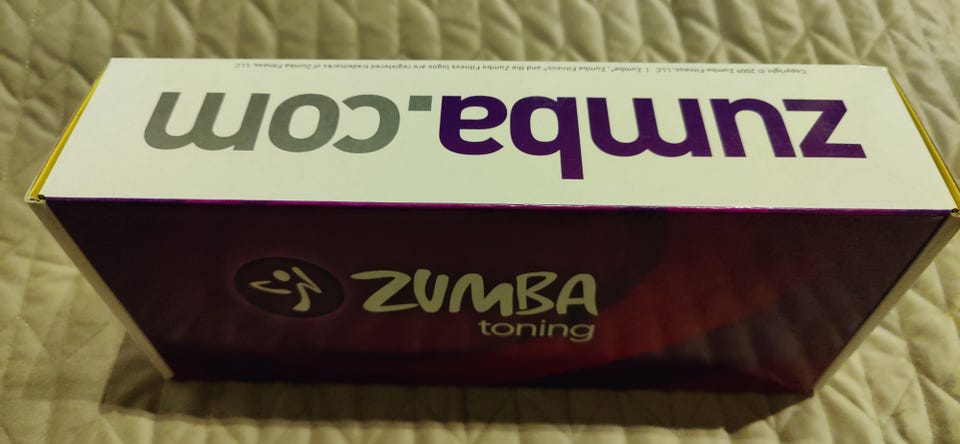 Copyright © 2009 Zumba Fitness, LLC | Zumba®, Zumba Fitness® and the Zumba Fitness logos are registered trademarks of Zumba Fitness, LLC
zumba.com
ZUMBA
toning